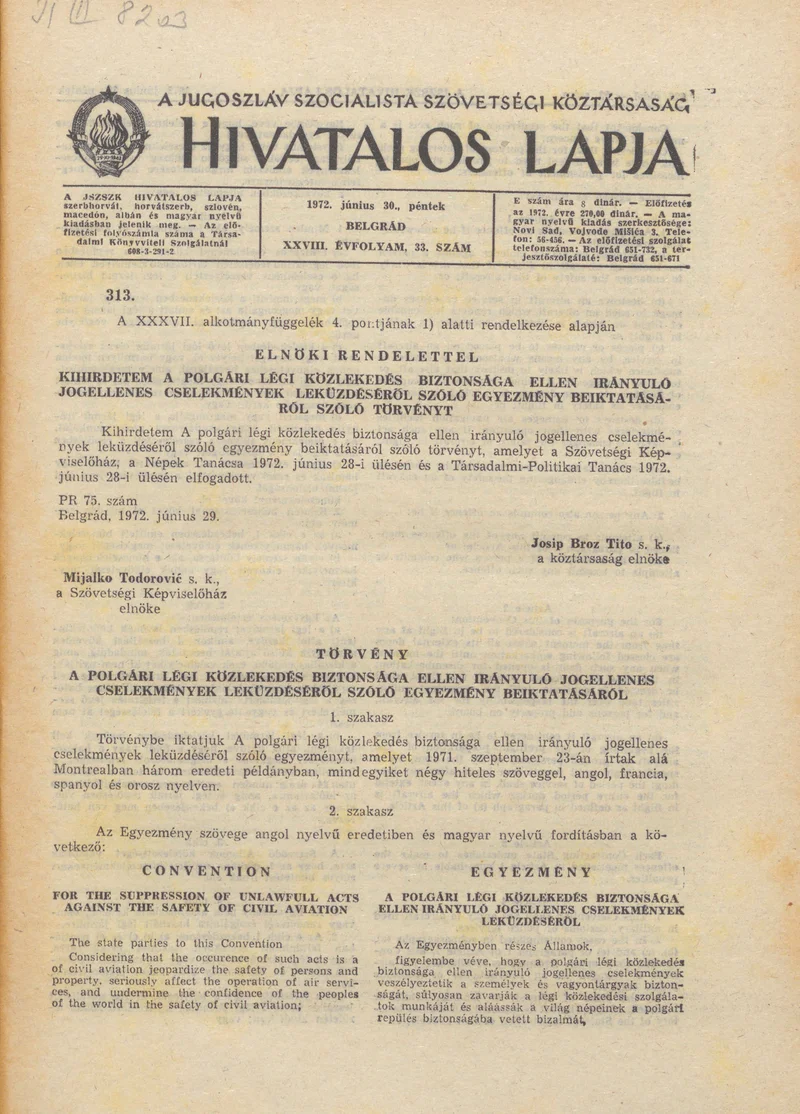 8203
A JUGOSZLÁV SZOCIALISTA SZÖVETSÉGI KÖZTÁRSASÁG
HIVATALOS LAPJA
A JSZSZK HIVATALOS LAPJA
szerbhorvát, horvátszerb, szlovén,
macedón, albán és magyar nyelvű
kiadásban jelenik meg. — Az elő-
fizetési folyószámla száma a Társa-
dalmi Könyvviteli Szolgálatnál
608-3-291-2
1972. június 30., péntek
BELGRÁD
XXVIII. ÉVFOLYAM, 33. SZÁM
E szám ára 8 dinár. — Előfizetés
az 1972. évre 270,00 dinár. — A ma-
gyar nyelvű kiadás szerkesztősége:
Novi Sad, Vojvode Mišića 3. Tele-
fon: 56-456. — Az előfizetési szolgálat
telefonszáma: Belgrád 651-732, a ter-
jesztőszolgálaté: Belgrád 651-671
313.
A XXXVII. alkotmányfüggelék 4. pontjának 1) alatti rendelkezése alapján
ELNÖKI RENDELETTEL
KIHIRDETEM A POLGÁRI LÉGI KÖZLEKEDÉS BIZTONSÁGA ELLEN IRÁNYULÓ
JOGELLENES CSELEKMÉNYEK LEKÜZDÉSÉRŐL SZÓLÓ EGYEZMÉNY BEIKTATÁSÁ-
RÓL SZÓLÓ TÖRVÉNYT
Kihirdetem A polgári légi közlekedés biztonsága ellen irányuló jogellenes cselekmé-
nyek leküzdéséről szóló egyezmény beiktatásáról szóló törvényt, amelyet a Szövetségi Kép-
viselőház, a Népek Tanácsa 1972. június 28-i ülésén és a Társadalmi-Politikai Tanács 1972.
június 28-i ülésén elfogadott.
PR 75. szám
Belgrád, 1972. június 29.
Josip Broz Tito s. k.,
a köztársaság elnöke
Mijalko Todorović s. k.,
a Szövetségi Képviselőház
elnöke
TÖRVÉNY
A POLGÁRI LÉGI KÖZLEKEDÉS BIZTONSÁGA ELLEN IRÁNYULÓ JOGELLENES
CSELEKMÉNYEK LEKÜZDÉSÉRŐL SZÓLÓ EGYEZMÉNY BEIKTATÁSÁRÓL
1. szakasz
Törvénybe iktatjuk A polgári légi közlekedés biztonsága ellen irányuló jogellenes
cselekmények leküzdéséről szóló egyezményt, amelyet 1971. szeptember 23-án írtak alá
Montrealban három eredeti példányban, mindegyiket négy hiteles szöveggel, angol, francia,
spanyol és orosz nyelven.
2. szakasz
Az Egyezmény szövege angol nyelvű eredetiben és magyar nyelvű fordításban a kö-
vetkező:
CONVENTION
FOR THE SUPPRESSION OF UNLAWFULL ACTS
AGAINST THE SAFETY OF CIVIL AVIATION
The state parties to this Convention
Considering that the occurence of such acts is a
of civil aviation jeopardize the safety of persons and
property, seriously affect the operation of air servi-
ces, and undermine the confidence of the peoples
of the world in the safety of civil aviation;
EGYEZMÉNY
A POLGÁRI LÉGI KÖZLEKEDÉS BIZTONSÁGA
ELLEN IRÁNYULÓ JOGELLENES CSELEKMÉNYEK
LEKÜZDÉSÉRŐL
Az Egyezményben részes Államok,
figyelembe véve, hogy a polgári légi közlekedés
biztonsága ellen irányuló jogellenes cselekmények
veszélyeztetik a személyek és vagyontárgyak bizton-
ságát, súlyosan zavarják a légi közlekedési szolgála-
tok munkáját és aláássák a világ népeinek a polgári
repülés biztonságába vetett bizalmát,